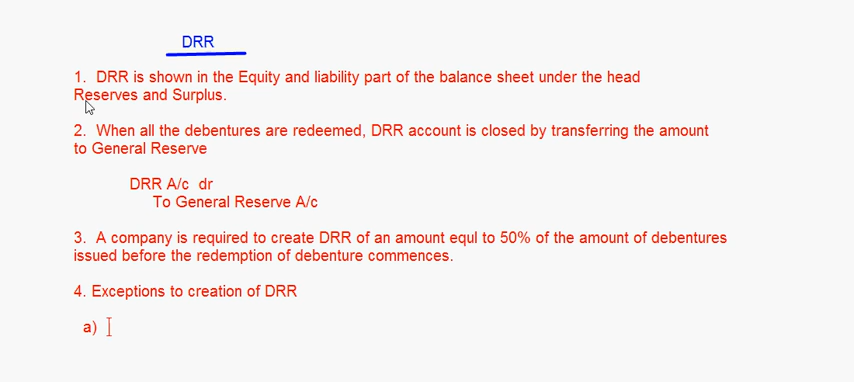 DRR
1. DRR is shown in the Equity and liability part of the balance sheet under the head
Reserves and Surplus.
2. When all the debentures are redeemed, DRR account is closed by transferring the amount
to General Reserve
DRR A/c dr
To General Reserve A/c
3. A company is required to create DRR of an amount equl to 50% of the amount of debentures
issued before the redemption of debenture commences.
4. Exceptions to creation of DRR
a)